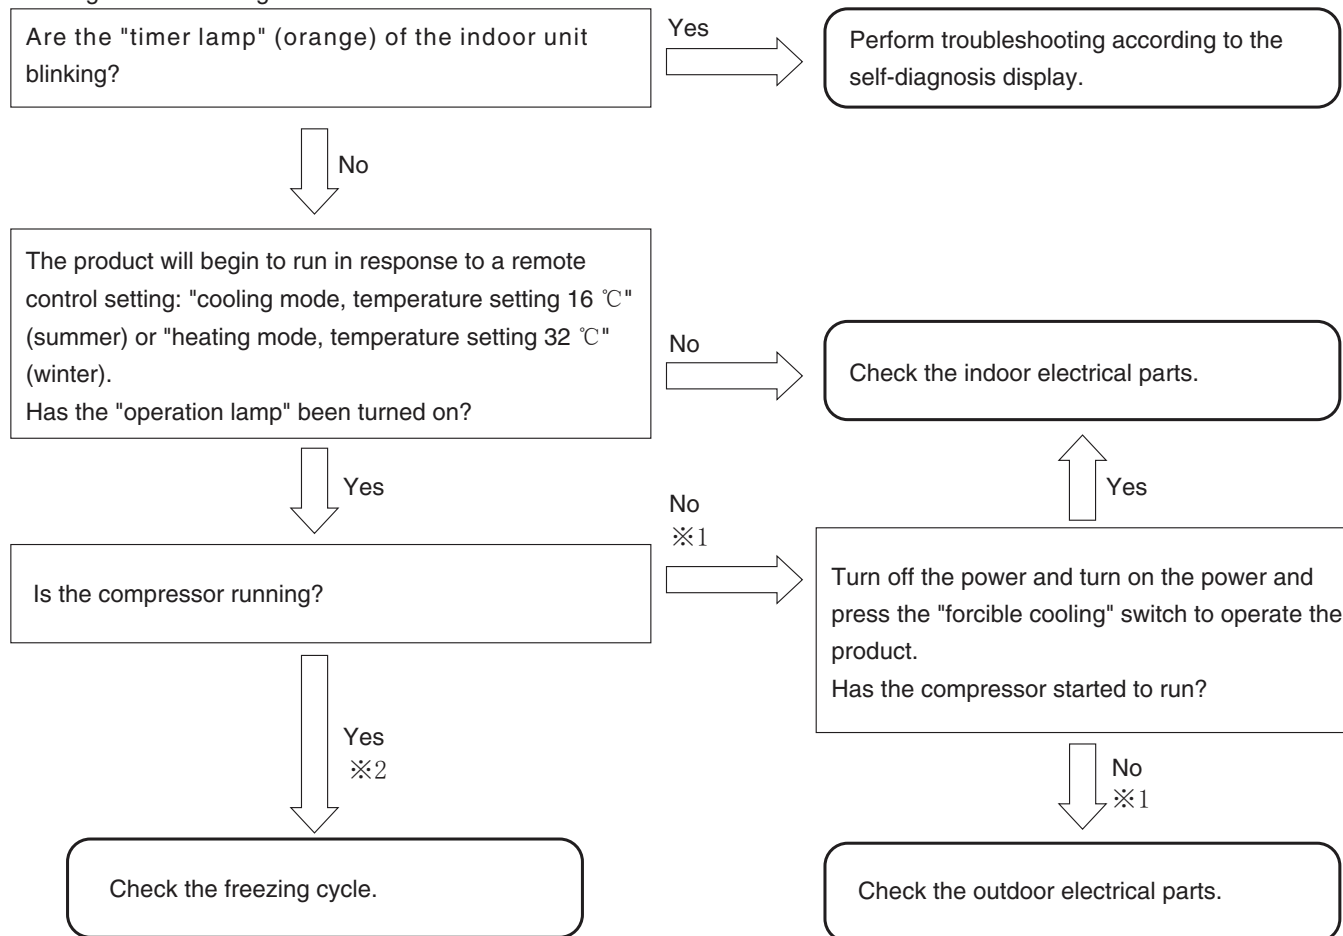 Are the "timer lamp" (orange) of the indoor unit
blinking?
Yes
Perform troubleshooting according to the
self-diagnosis display.
No
The product will begin to run in response to a remote
control setting: "cooling mode, temperature setting 16 ℃"
(summer) or "heating mode, temperature setting 32 ℃"
(winter).
Has the "operation lamp" been turned on?
No
Check the indoor electrical parts.
Yes
Yes
No
※1
Is the compressor running?
Turn off the power and turn on the power and
press the "forcible cooling" switch to operate the
product.
Has the compressor started to run?
Yes
※2
No
※1
Check the freezing cycle.
Check the outdoor electrical parts.